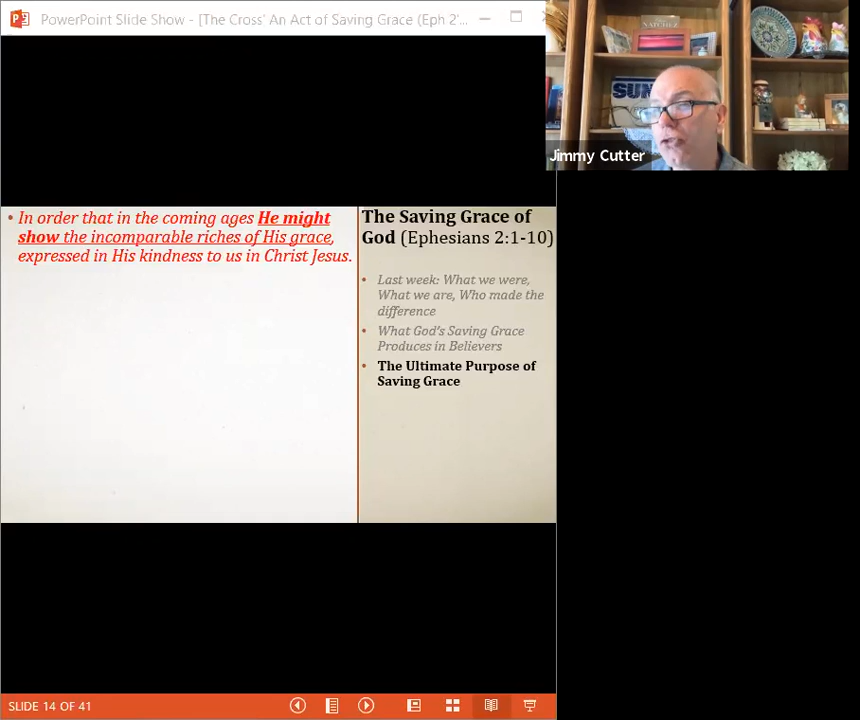 PowerPoint Slide Show - [The Cross' An Act of Saving Grace (Eph 2'...
NATCHEZ
SUN
Jimmy Cutter
• In order that in the coming ages He might
show the incomparable riches of His grace,
expressed in His kindness to us in Christ Jesus.
The Saving Grace of
God (Ephesians 2:1-10)
• Last week: What we were,
What we are, Who made the
difference
• What God's Saving Grace
Produces in Believers
• The Ultimate Purpose of
Saving Grace
SLIDE 14 OF 41